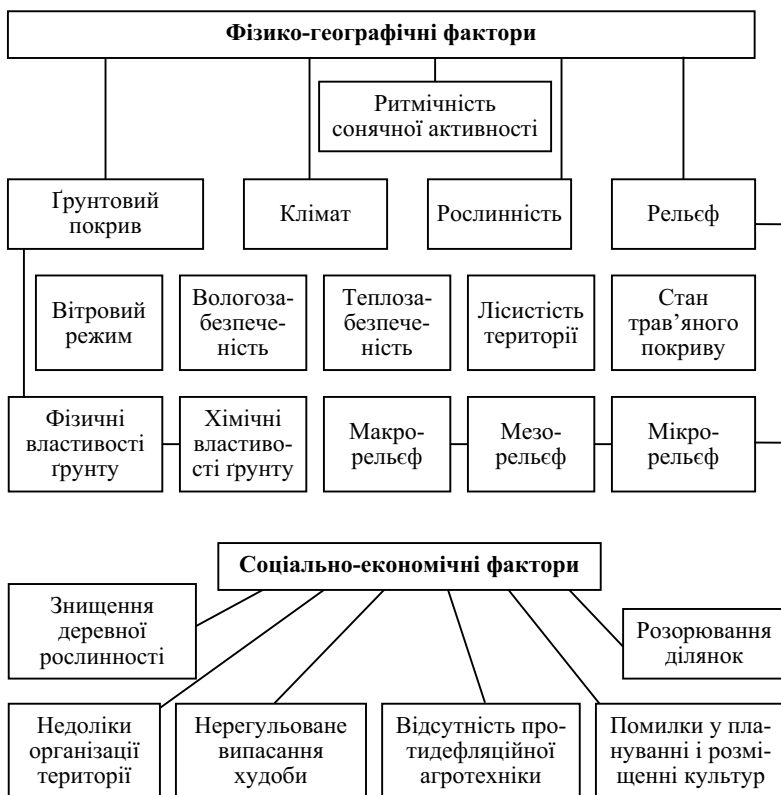 Фізико-географічні фактори
Ритмічність
сонячної активності
Ґрунтовий
покрив
Клімат
Рослинність
Рельєф
Вітровий
режим
Вологоза-
безпече-
ність
Теплоза-
безпече-
ність
Лісистість
території
Стан
трав’яного
покриву
Фізичні
властивості
ґрунту
Хімічні
властиво-
сті ґрунту
Макро-
рельєф
Мезо-
рельєф
Мікро-
рельєф
Соціально-економічні фактори
Знищення
деревної
рослинності
Розорювання
ділянок
Недоліки
організації
території
Нерегульоване
випасання
худоби
Відсутність про-
тидефляційної
агротехніки
Помилки у пла-
нуванні і розмі-
щенні культур